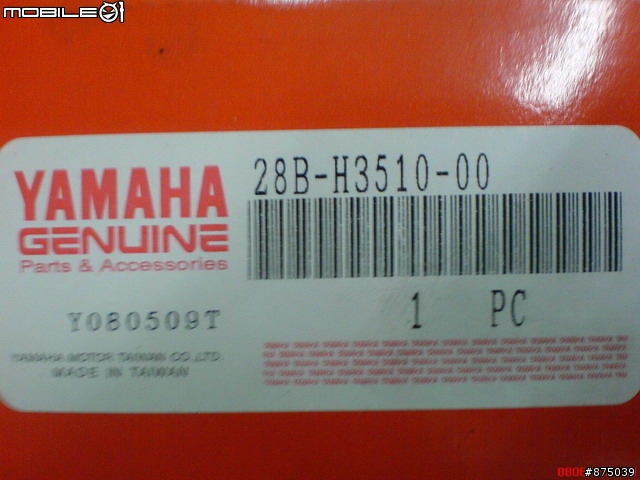 MOBILE01
YAMAHA
GENUINE
Parts & Accessories
28B-H3510-00
Y080509T
1 PC
YAMAHA MOTOR TAIWAN CO.,LTD.
MADE IN TAIWAN
#875039